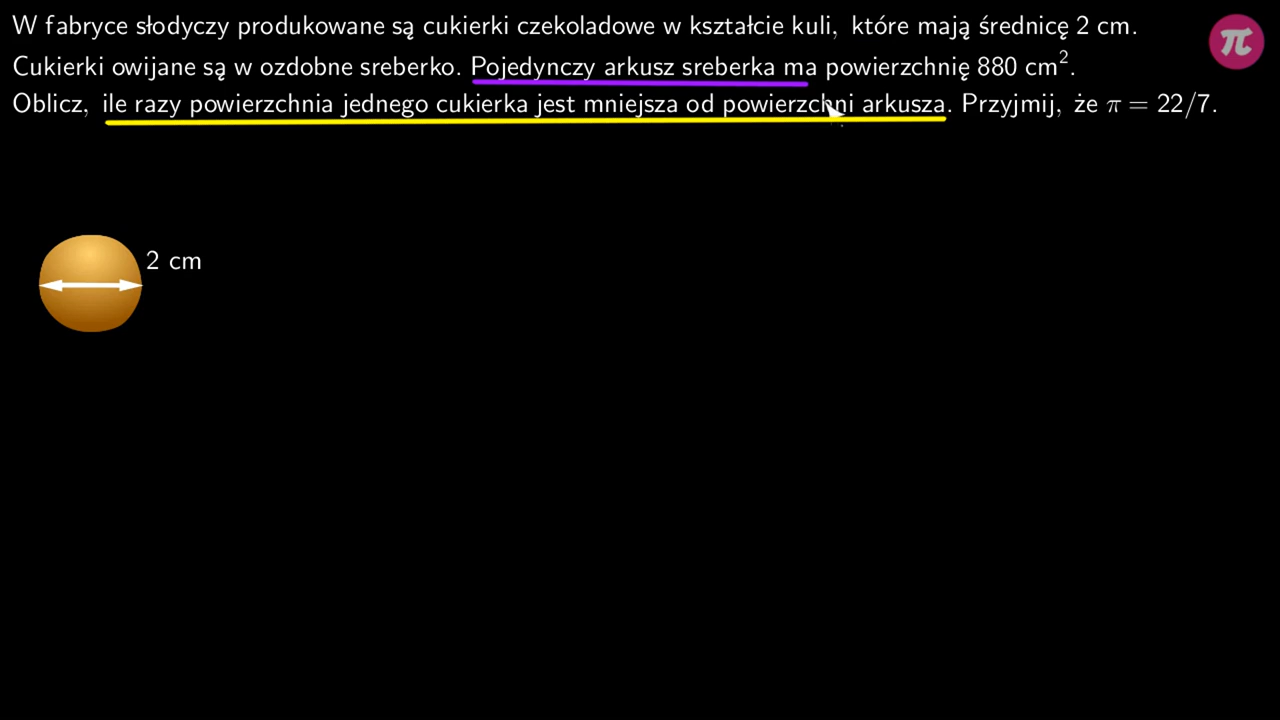 W fabryce słodyczy produkowane są cukierki czekoladowe w kształcie kuli, które mają średnicę 2 cm.
Cukierki owijane są w ozdobne sreberko. Pojedynczy arkusz sreberka ma powierzchnię 880 cm².
Oblicz, ile razy powierzchnia jednego cukierka jest mniejsza od powierzchni arkusza. Przyjmij, że π = 22/7.
π
2 cm